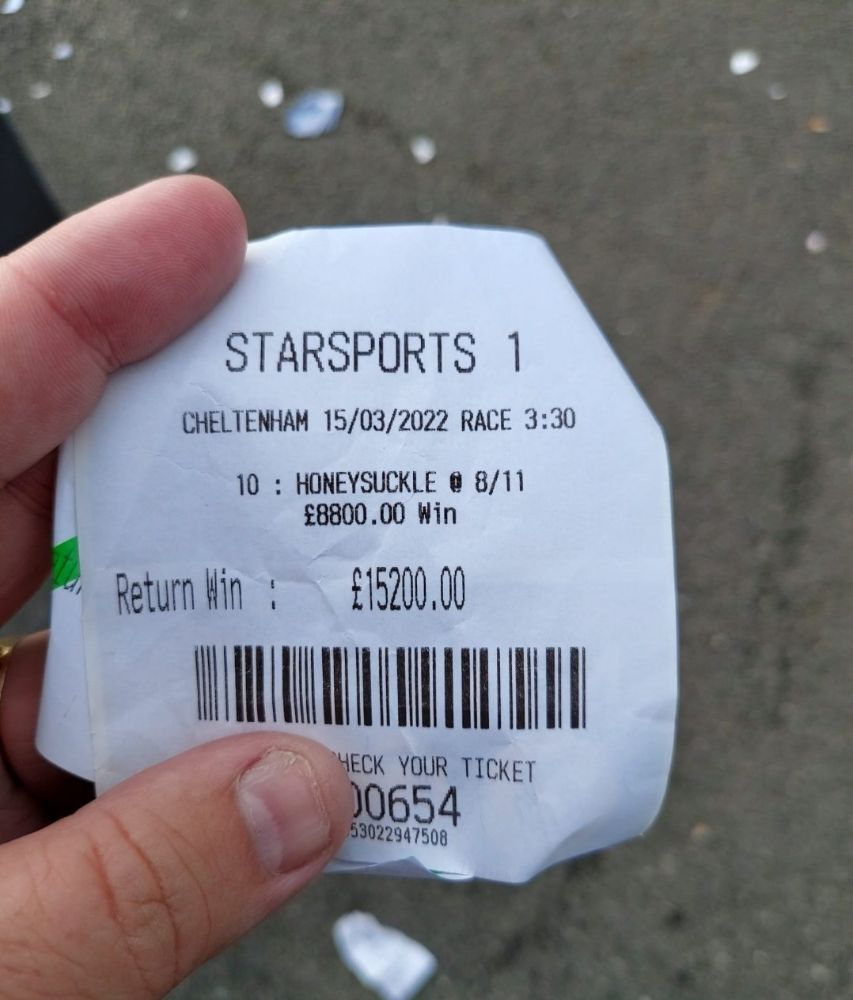 STARSPORTS 1
CHELTENHAM 15/03/2022 RACE 3:30
10 : HONEYSUCKLE @ 8/11
£8800.00 Win
Return Win : £15200.00
CHECK YOUR TICKET
00654
53022947508